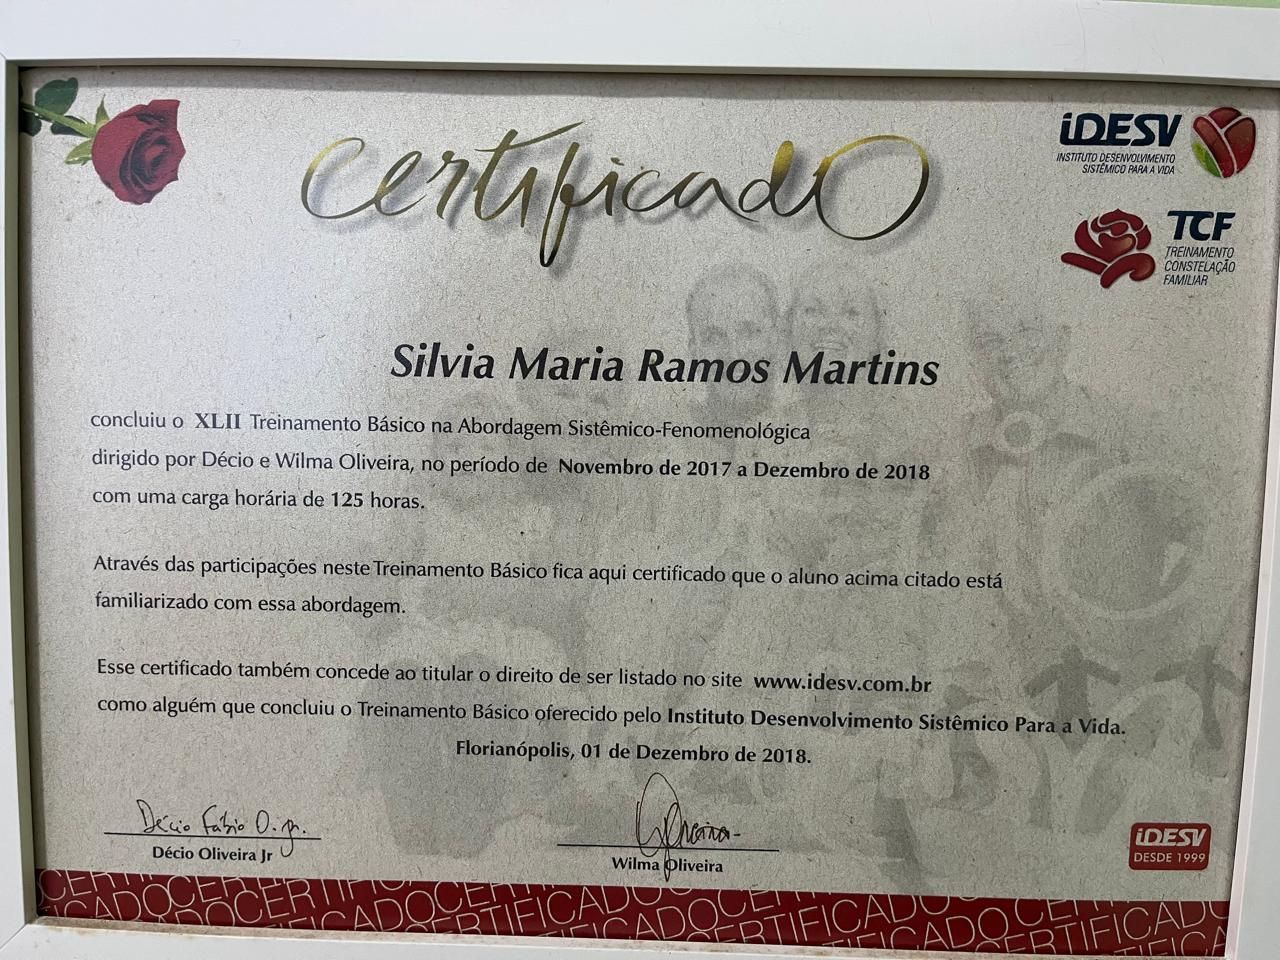 certificado
iDESV
INSTITUTO DESENVOLVIMENTO
SISTÊMICO PARA A VIDA
TCF
TREINAMENTO
CONSTELAÇÃO
FAMILIAR
Silvia Maria Ramos Martins
concluiu o XLII Treinamento Básico na Abordagem Sistêmico-Fenomenológica
dirigido por Décio e Wilma Oliveira, no período de Novembro de 2017 a Dezembro de 2018
com uma carga horária de 125 horas.
Através das participações neste Treinamento Básico fica aqui certificado que o aluno acima citado está
familiarizado com essa abordagem.
Esse certificado também concede ao titular o direito de ser listado no site www.idesv.com.br
como alguém que concluiu o Treinamento Básico oferecido pelo Instituto Desenvolvimento Sistêmico Para a Vida.
Florianópolis, 01 de Dezembro de 2018.
Décio Fábio O. Jr.
Décio Oliveira Jr
Wilma Oliveira
iDESV
DESDE 1999